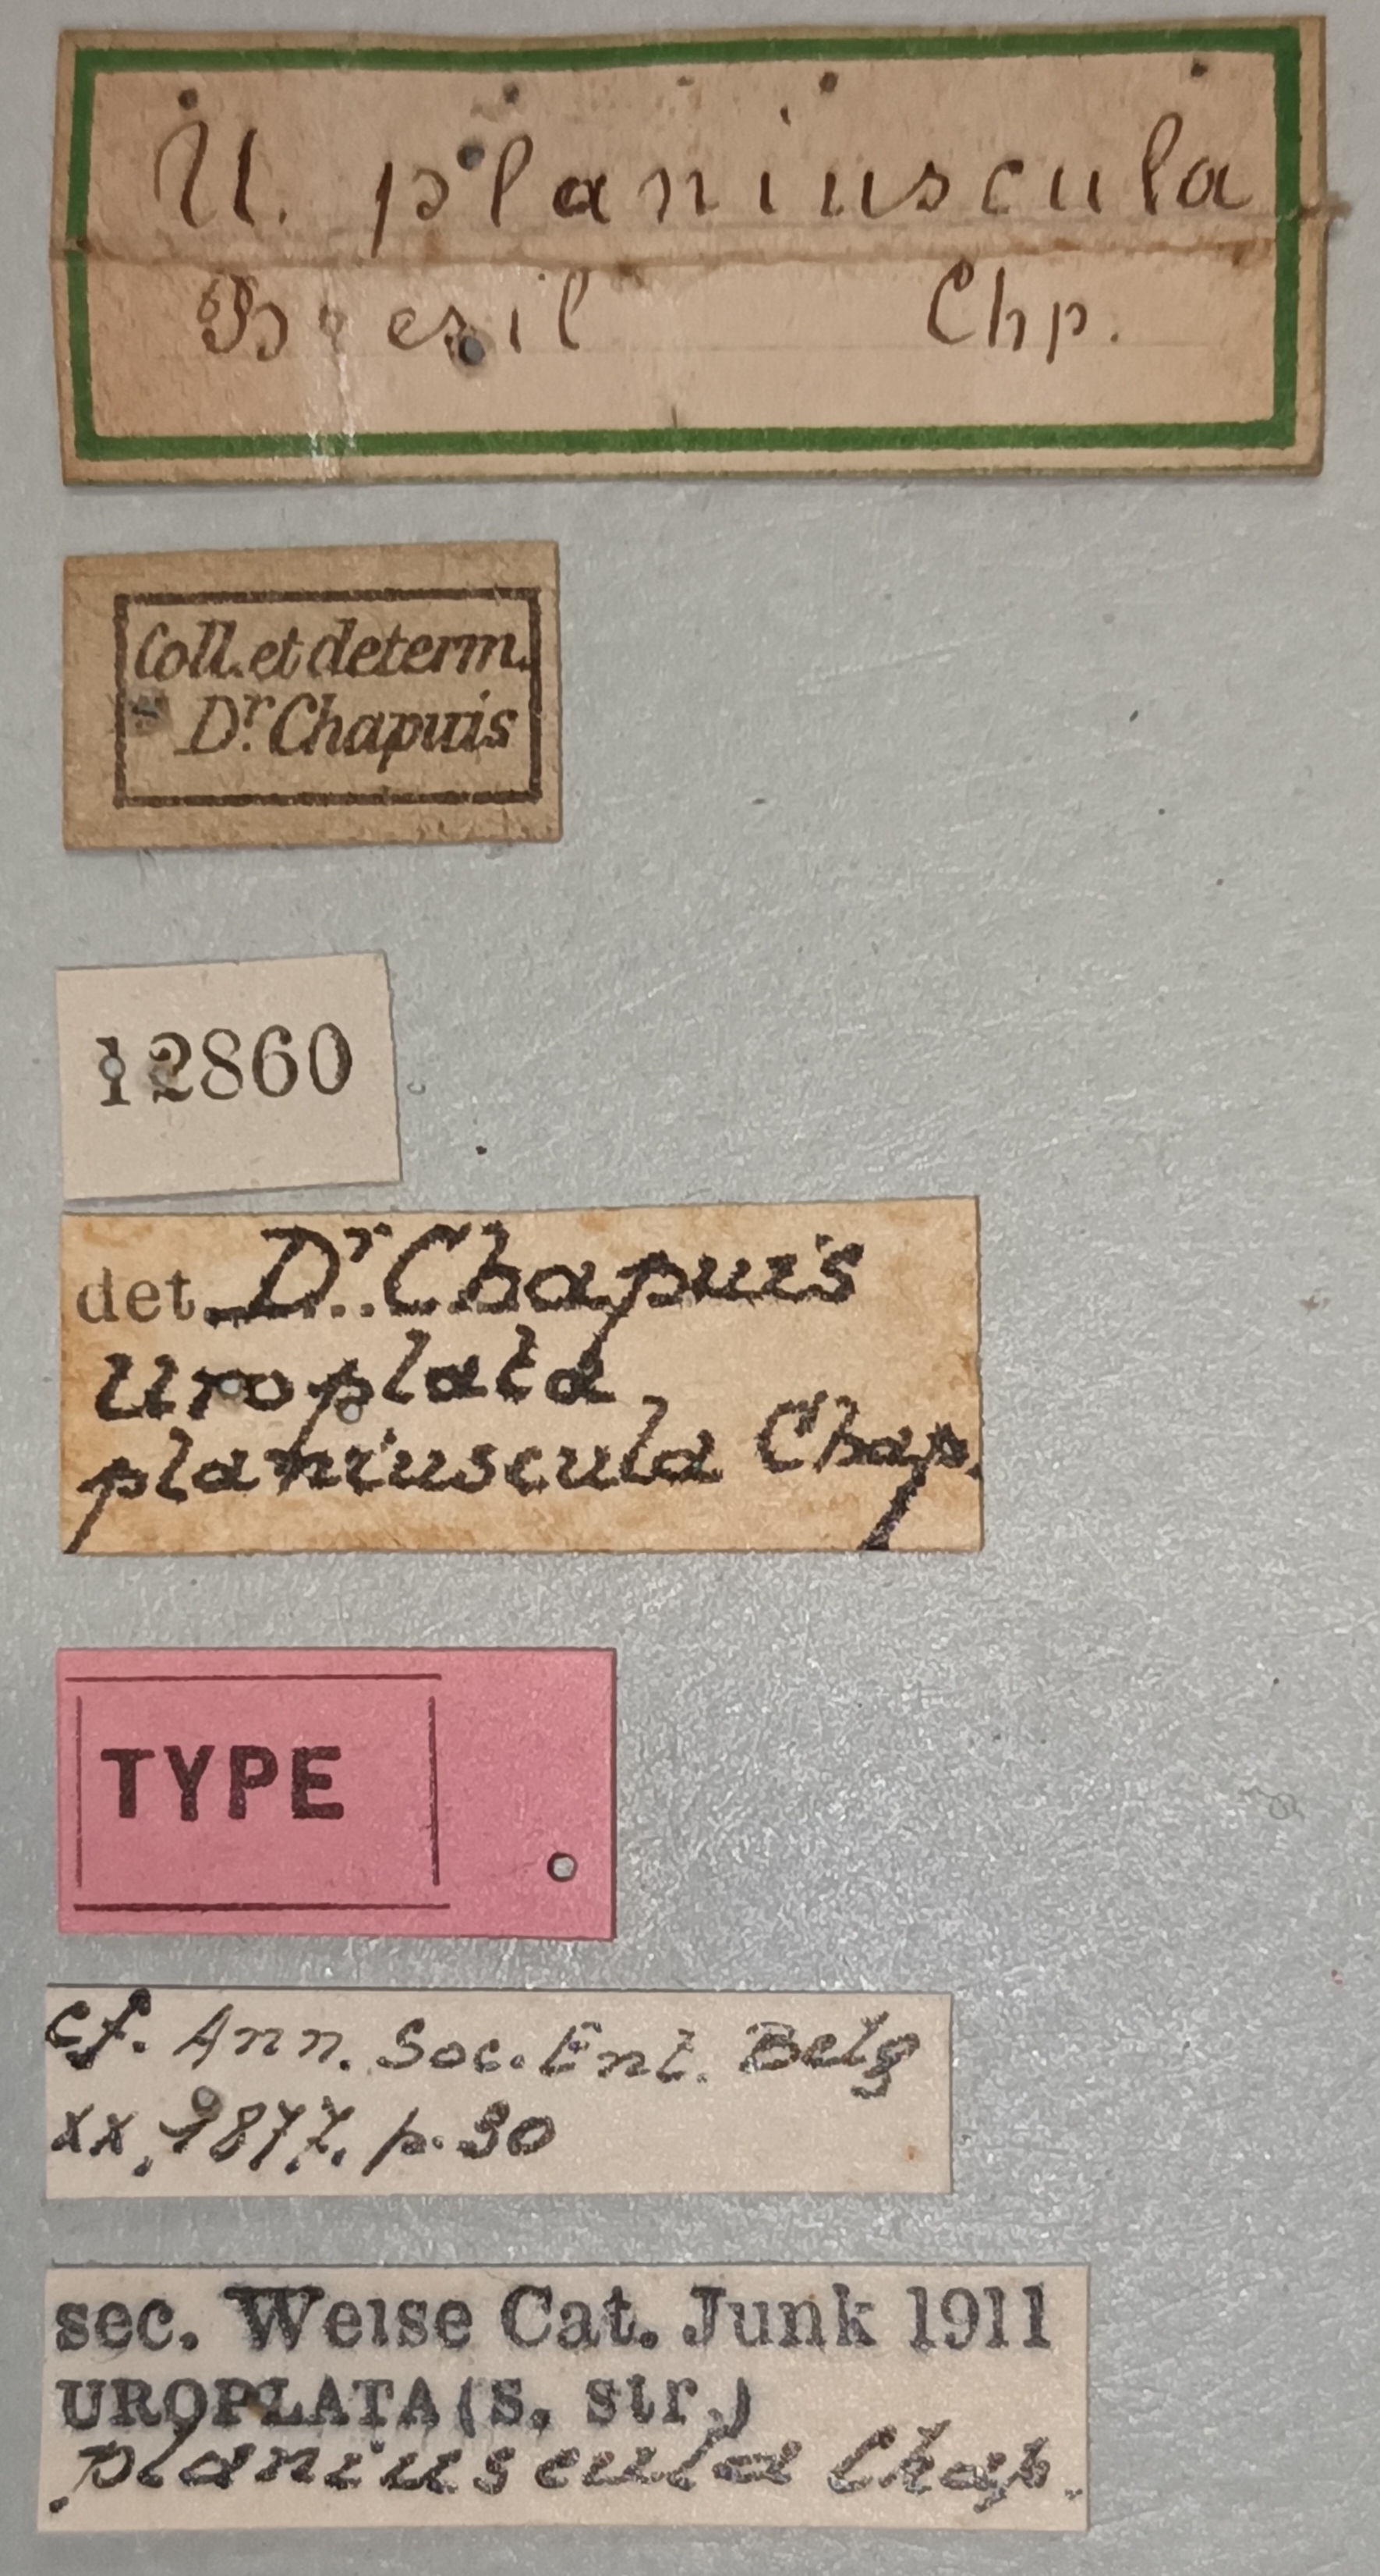 U. planiuscula
Bresil Chp.
Coll. et determ.
Dr. Chapuis
12860
det. Dr. Chapuis
Uroplata
planiuscula Chap.
TYPE
cf. Ann. Soc. Ent. Belg
XX, 1877. p. 30
sec. Weise Cat. Junk 1911
UROPLATA (s. str.)
planiuscula Chap.